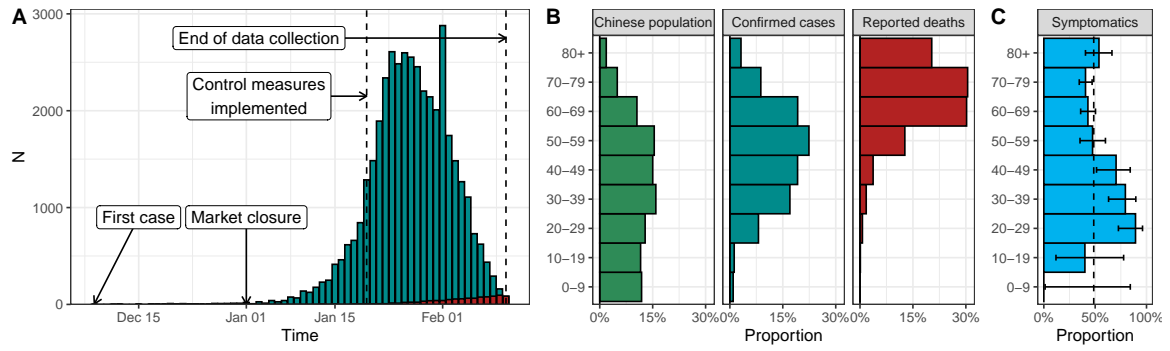 A
3000
2000
1000
0
N
End of data collection
Control measures
implemented
First case
Market closure
Dec 15
Jan 01
Jan 15
Feb 01
Time
B
Chinese population
Confirmed cases
Reported deaths
80+
70–79
60–69
50–59
40–49
30–39
20–29
10–19
0–9
0%
15%
30%
0%
15%
30%
0%
15%
30%
Proportion
C
Symptomatics
80+
70–79
60–69
50–59
40–49
30–39
20–29
10–19
0–9
0%
50%
100%
Proportion